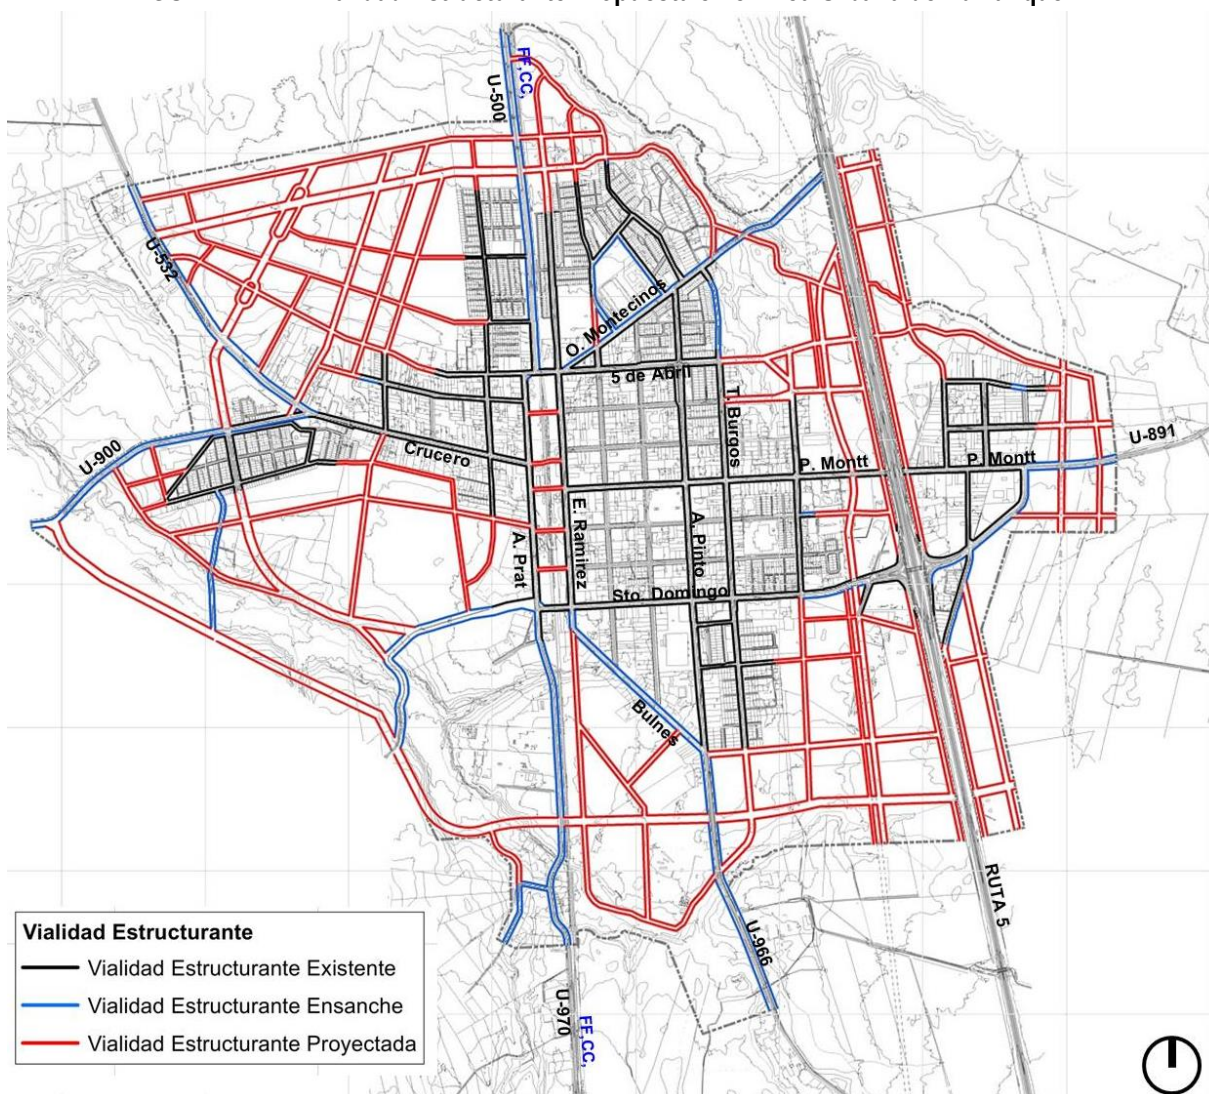 FF,CC,
U-500
U-532
O. Montecinos
5 de Abril
T. Burgos
U-900
Crucero
P. Montt
P. Montt
U-891
E. Ramirez
A. Prat
A. Pinto
Sto. Domingo
Bulnes
RUTA 5
U-966
U-970
FF,CC,
Vialidad Estructurante
Vialidad Estructurante Existente
Vialidad Estructurante Ensanche
Vialidad Estructurante Proyectada